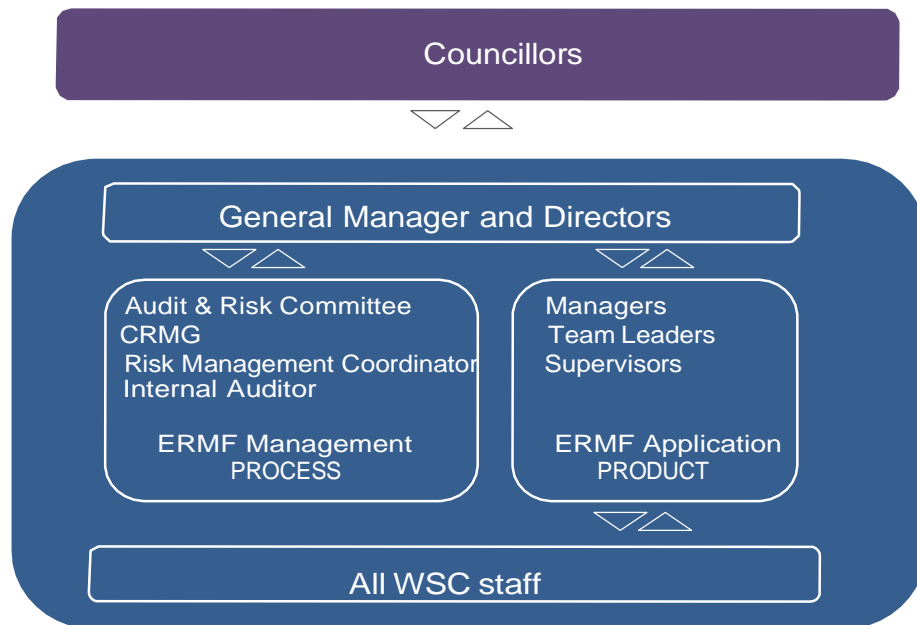 Councillors
General Manager and Directors
Audit & Risk Committee
CRMG
Risk Management Coordinator
Internal Auditor
ERMF Management
PROCESS
Managers
Team Leaders
Supervisors
ERMF Application
PRODUCT
All WSC staff